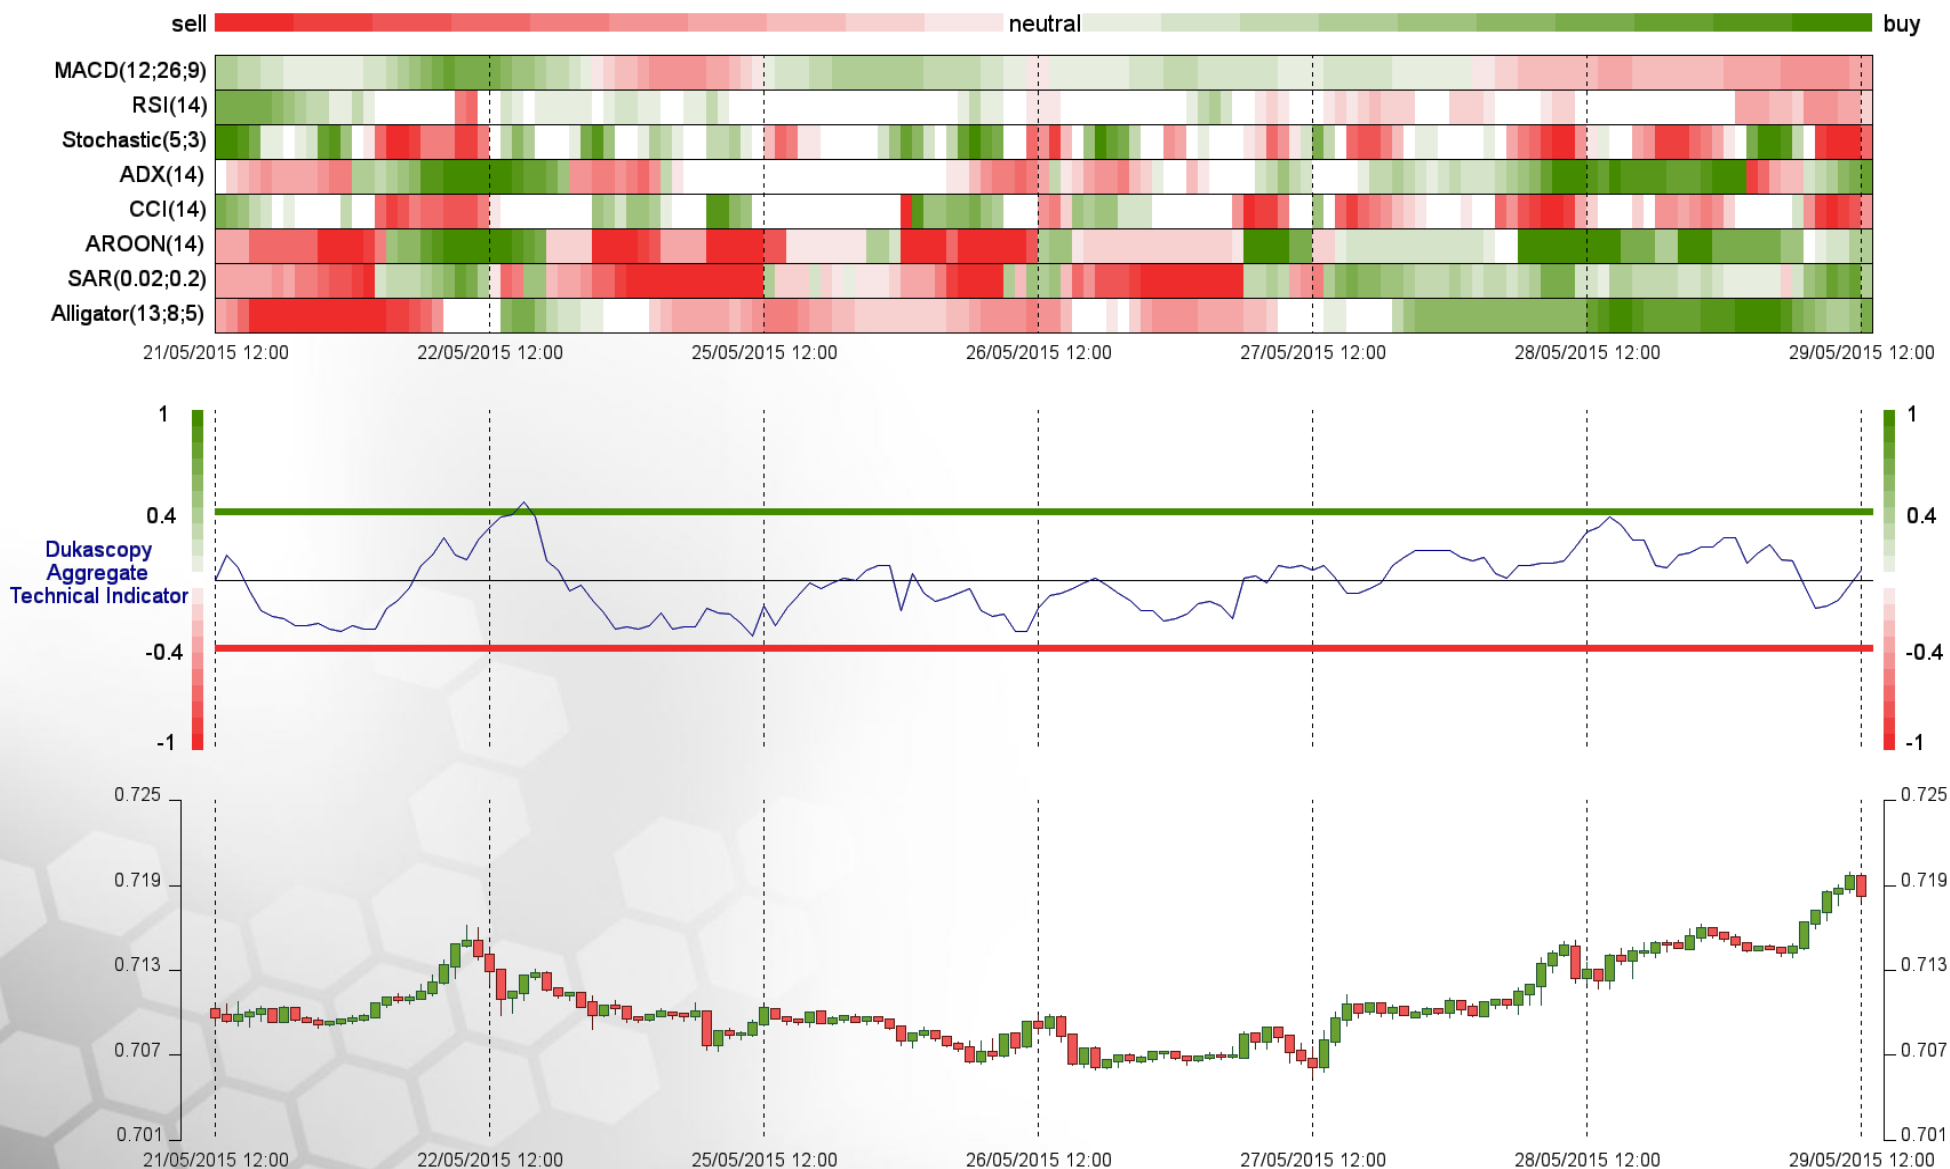 sell neutral buy
MACD(12;26;9)
RSI(14)
Stochastic(5;3)
ADX(14)
CCI(14)
AROON(14)
SAR(0.02;0.2)
Alligator(13;8;5)
21/05/2015 12:00 22/05/2015 12:00 25/05/2015 12:00 26/05/2015 12:00 27/05/2015 12:00 28/05/2015 12:00 29/05/2015 12:00
1 1
0.4 0.4
Dukascopy
Aggregate
Technical Indicator
-0.4 -0.4
-1 -1
0.725 0.725
0.719 0.719
0.713 0.713
0.707 0.707
0.701 0.701
21/05/2015 12:00 22/05/2015 12:00 25/05/2015 12:00 26/05/2015 12:00 27/05/2015 12:00 28/05/2015 12:00 29/05/2015 12:00